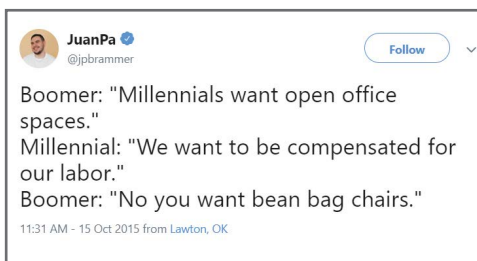 JuanPa
@jpbrammer
Follow
Boomer: "Millennials want open office
spaces."
Millennial: "We want to be compensated for
our labor."
Boomer: "No you want bean bag chairs."
11:31 AM - 15 Oct 2015 from Lawton, OK